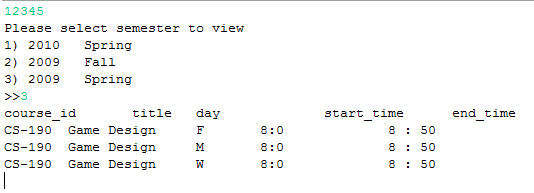 12345
Please select semester to view
1) 2010   Spring
2) 2009   Fall
3) 2009   Spring
>>3
course_id       title   day             start_time      end_time
CS-190  Game Design     F       8:0             8 : 50
CS-190  Game Design     M       8:0             8 : 50
CS-190  Game Design     W       8:0             8 : 50